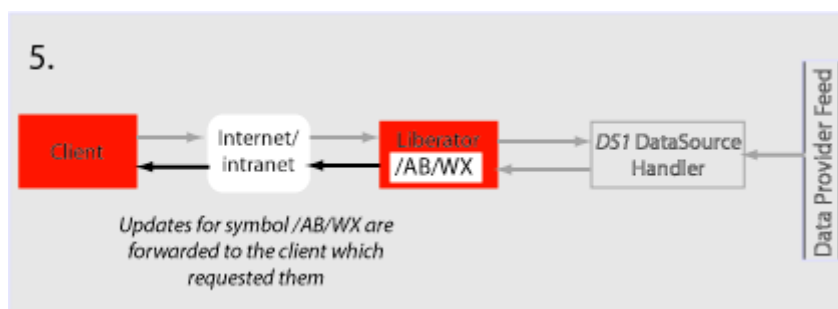 5.
Client
Internet/
intranet
Liberator
/AB/WX
DS1 DataSource
Handler
Data Provider Feed
Updates for symbol /AB/WX are
forwarded to the client which
requested them